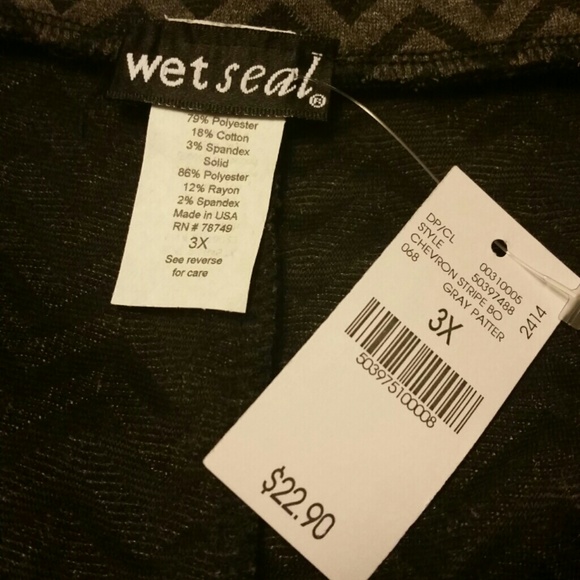 wet seal®
79% Polyester
18% Cotton
3% Spandex
Solid
86% Polyester
12% Rayon
2% Spandex
Made in USA
RN # 78749
3X
See reverse
for care
DP/CL 00310005
STYLE 50397488
CHEVRON STRIPE BO
068 GRAY PATTER
2414
3X
503975100008
$22.90